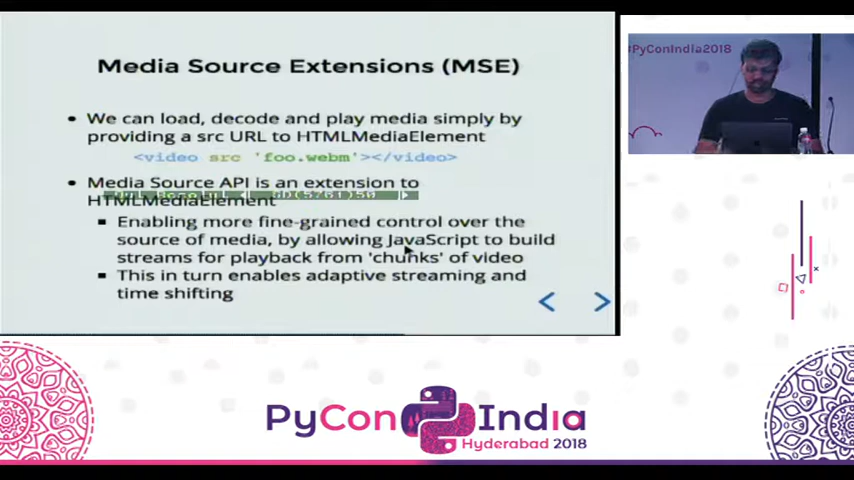 Media Source Extensions (MSE)
• We can load, decode and play media simply by
providing a src URL to HTMLMediaElement
<video src 'foo.webm'></video>
• Media Source API is an extension to
HTMLMediaElement
▪ Enabling more fine-grained control over the
source of media, by allowing JavaScript to build
streams for playback from 'chunks' of video
▪ This in turn enables adaptive streaming and
time shifting
#PyConIndia2018
PyCon India
Hyderabad 2018